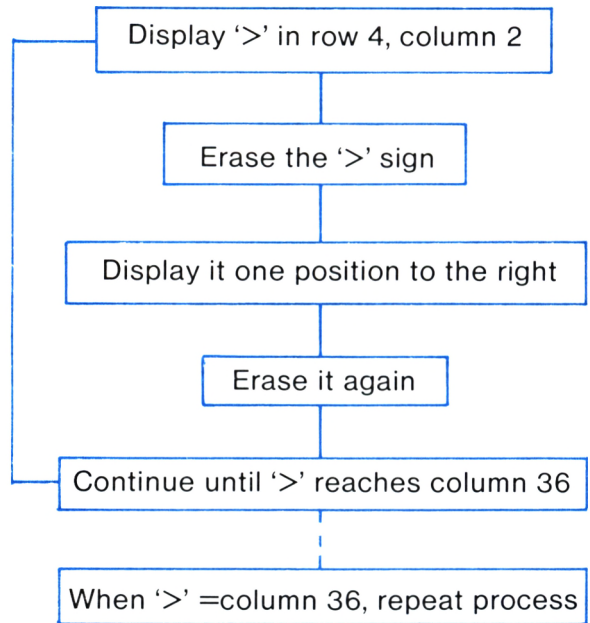 Display ‘>’ in row 4, column 2
Erase the ‘>’ sign
Display it one position to the right
Erase it again
Continue until ‘>’ reaches column 36
When ‘>’ =column 36, repeat process